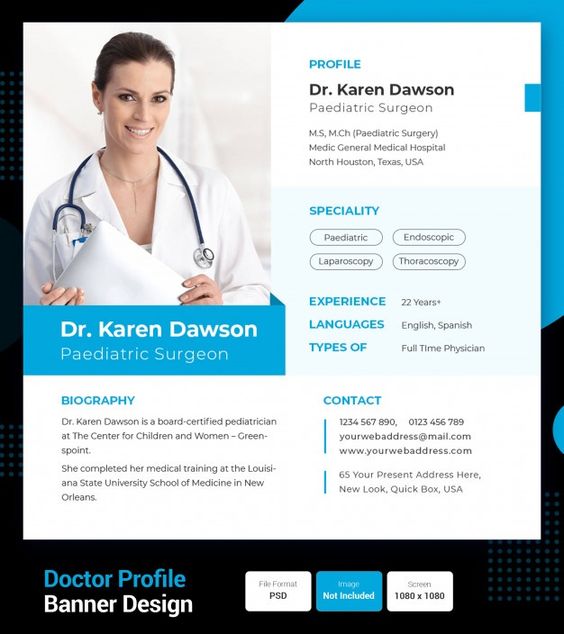 PROFILE
Dr. Karen Dawson
Paediatric Surgeon
M.S, M.Ch (Paediatric Surgery)
Medic General Medical Hospital
North Houston, Texas, USA
SPECIALITY
Paediatric
Endoscopic
Laparoscopy
Thoracoscopy
EXPERIENCE 22 Years+
LANGUAGES English, Spanish
TYPES OF Full TIme Physician
Dr. Karen Dawson
Paediatric Surgeon
BIOGRAPHY
Dr. Karen Dawson is a board-certified pediatrician
at The Center for Children and Women – Green-
spoint.
She completed her medical training at the Louisi-
ana State University School of Medicine in New
Orleans.
CONTACT
1234 567 890, 0123 456 789
yourwebaddress@mail.com
www.yourwebaddress.com
65 Your Present Address Here,
New Look, Quick Box, USA
Doctor Profile
Banner Design
File Format
PSD
Image
Not Included
Screen
1080 x 1080